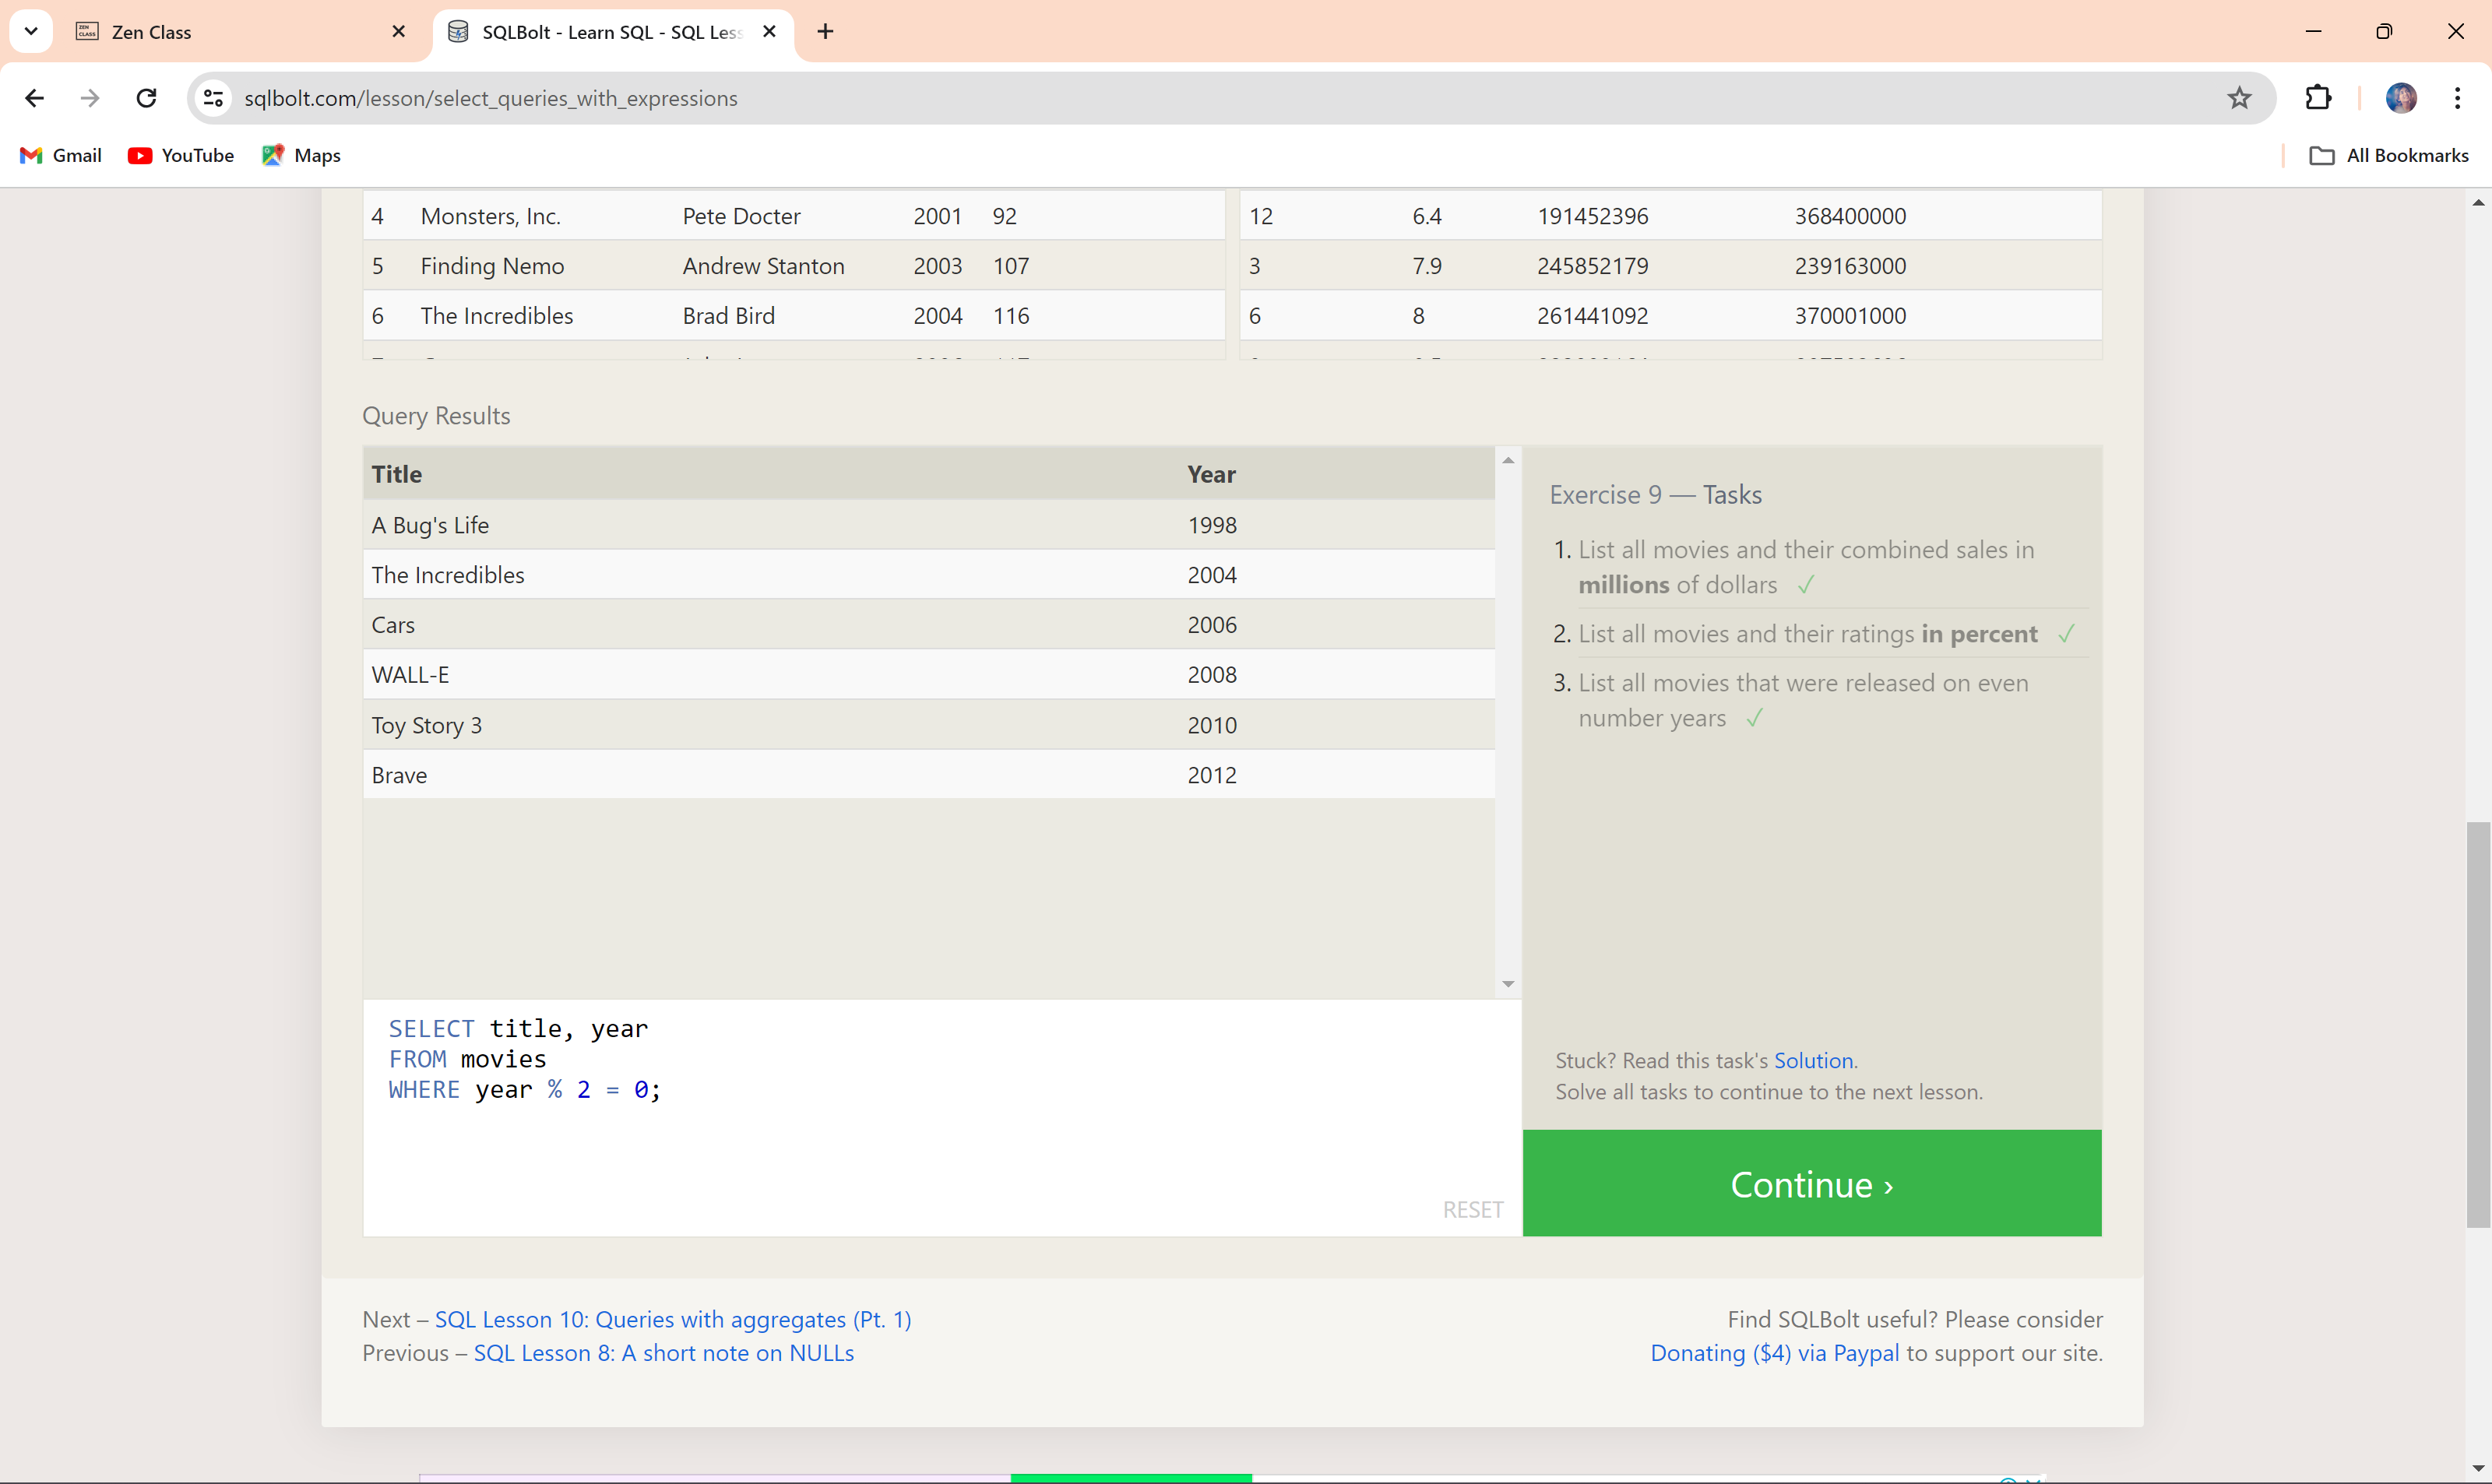 Zen Class
SQLBolt - Learn SQL - SQL Les
sqlbolt.com/lesson/select_queries_with_expressions
Gmail
YouTube
Maps
All Bookmarks
4 Monsters, Inc. Pete Docter 2001 92
5 Finding Nemo Andrew Stanton 2003 107
6 The Incredibles Brad Bird 2004 116
12 6.4 191452396 368400000
3 7.9 245852179 239163000
6 8 261441092 370001000
Query Results
Title Year
A Bug's Life 1998
The Incredibles 2004
Cars 2006
WALL-E 2008
Toy Story 3 2010
Brave 2012
SELECT title, year
FROM movies
WHERE year % 2 = 0;
RESET
Exercise 9 — Tasks
1. List all movies and their combined sales in
millions of dollars ✓
2. List all movies and their ratings in percent ✓
3. List all movies that were released on even
number years ✓
Stuck? Read this task's Solution.
Solve all tasks to continue to the next lesson.
Continue ›
Next – SQL Lesson 10: Queries with aggregates (Pt. 1)
Previous – SQL Lesson 8: A short note on NULLs
Find SQLBolt useful? Please consider
Donating ($4) via Paypal to support our site.